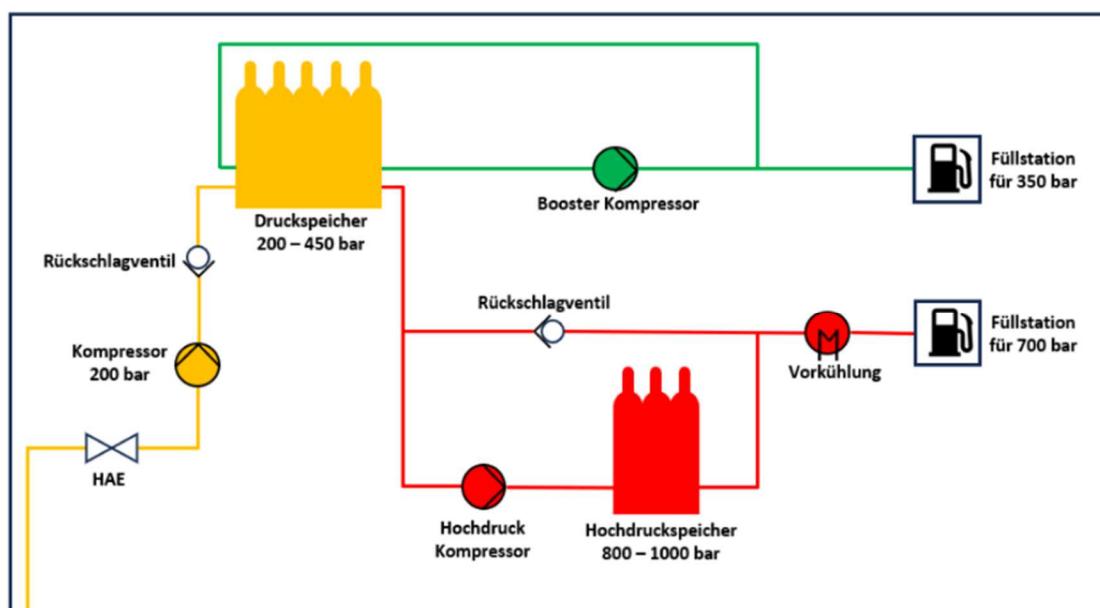 Füllstation
für 350 bar
Booster Kompressor
Druckspeicher
200 – 450 bar
Rückschlagventil
Rückschlagventil
Füllstation
für 700 bar
Kompressor
200 bar
Vorkühlung
HAE
Hochdruck
Kompressor
Hochdruckspeicher
800 – 1000 bar